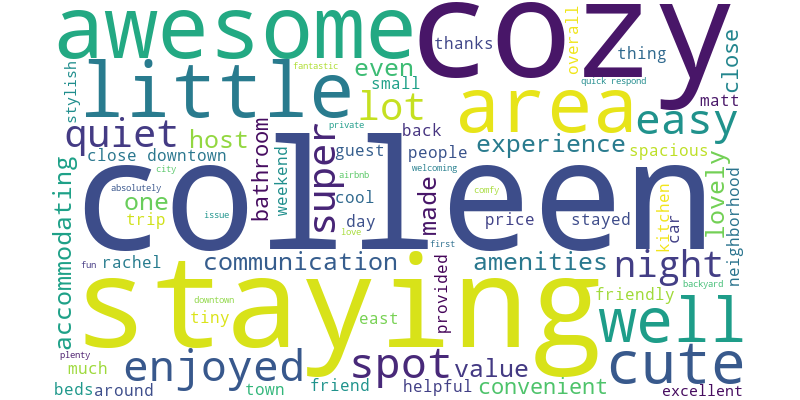 awesome
cozy
thanks
overall
thing
close
stylish
little
even
fantastic
small
quick respond
matt
lot
area
easy
quiet
host
bathroom
private
back
super
guest
people
experience
spacious
close downtown
weekend
city
airbnb
welcoming
lovely
neighborhood
accommodating
absolutely
one
trip
issue
cool
day
love
made
colleen
comfy
price
stayed
kitchen
car
first
fun
rachel
communication
provided
amenities
night
backyard
staying
downtown
tiny
east
friendly
well
plenty
much
enjoyed
spot
value
cute
beds
around
town
friend
helpful
convenient
excellent